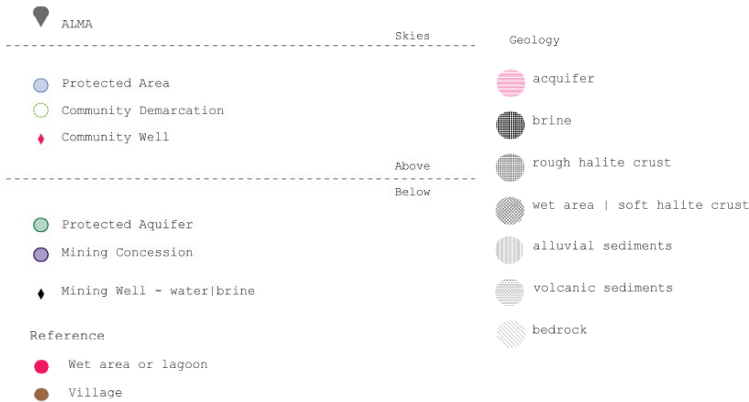 ALMA
Skies
Protected Area
Community Demarcation
Community Well
Above
Below
Protected Aquifer
Mining Concession
Mining Well - water|brine
Reference
Wet area or lagoon
Village
Geology
acquifer
brine
rough halite crust
wet area | soft halite crust
alluvial sediments
volcanic sediments
bedrock